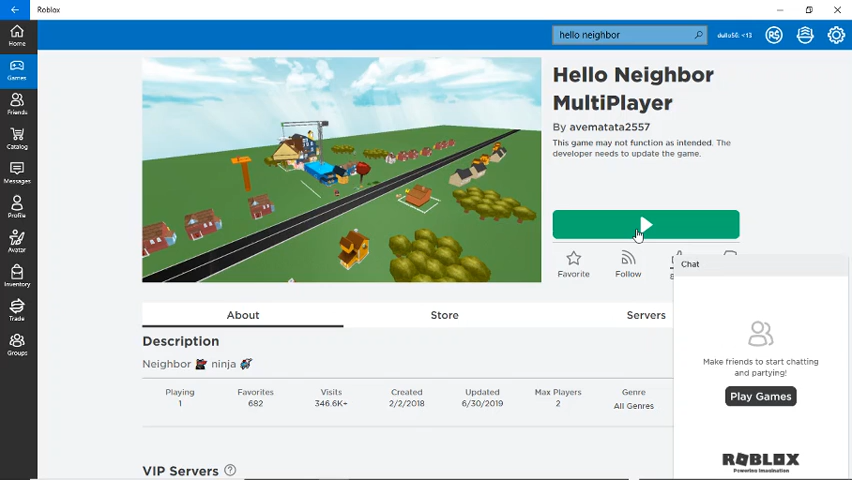 Roblox
hello neighbor
dullo50: <13
Home
Games
Friends
Catalog
Messages
Profile
Avatar
Inventory
Trade
Groups
Hello Neighbor
MultiPlayer
By avematata2557
This game may not function as intended. The
developer needs to update the game.
Favorite
Follow
About
Store
Servers
Description
Neighbor ninja
Playing
1
Favorites
682
Visits
346.6K+
Created
2/2/2018
Updated
6/30/2019
Max Players
2
Genre
All Genres
VIP Servers ?
Chat
Make friends to start chatting
and partying!
Play Games
ROBLOX
Powering Imagination